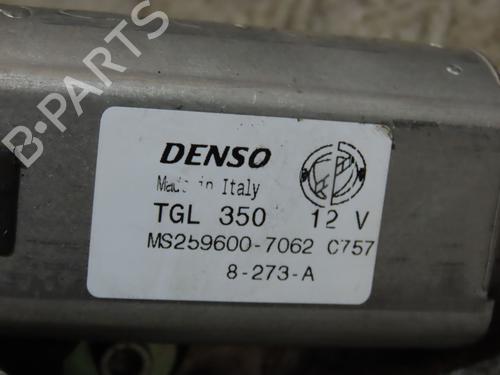 B-PARTS
DENSO
Made in Italy
TGL 350 12 V
MS259600-7062 C757
8-273-A